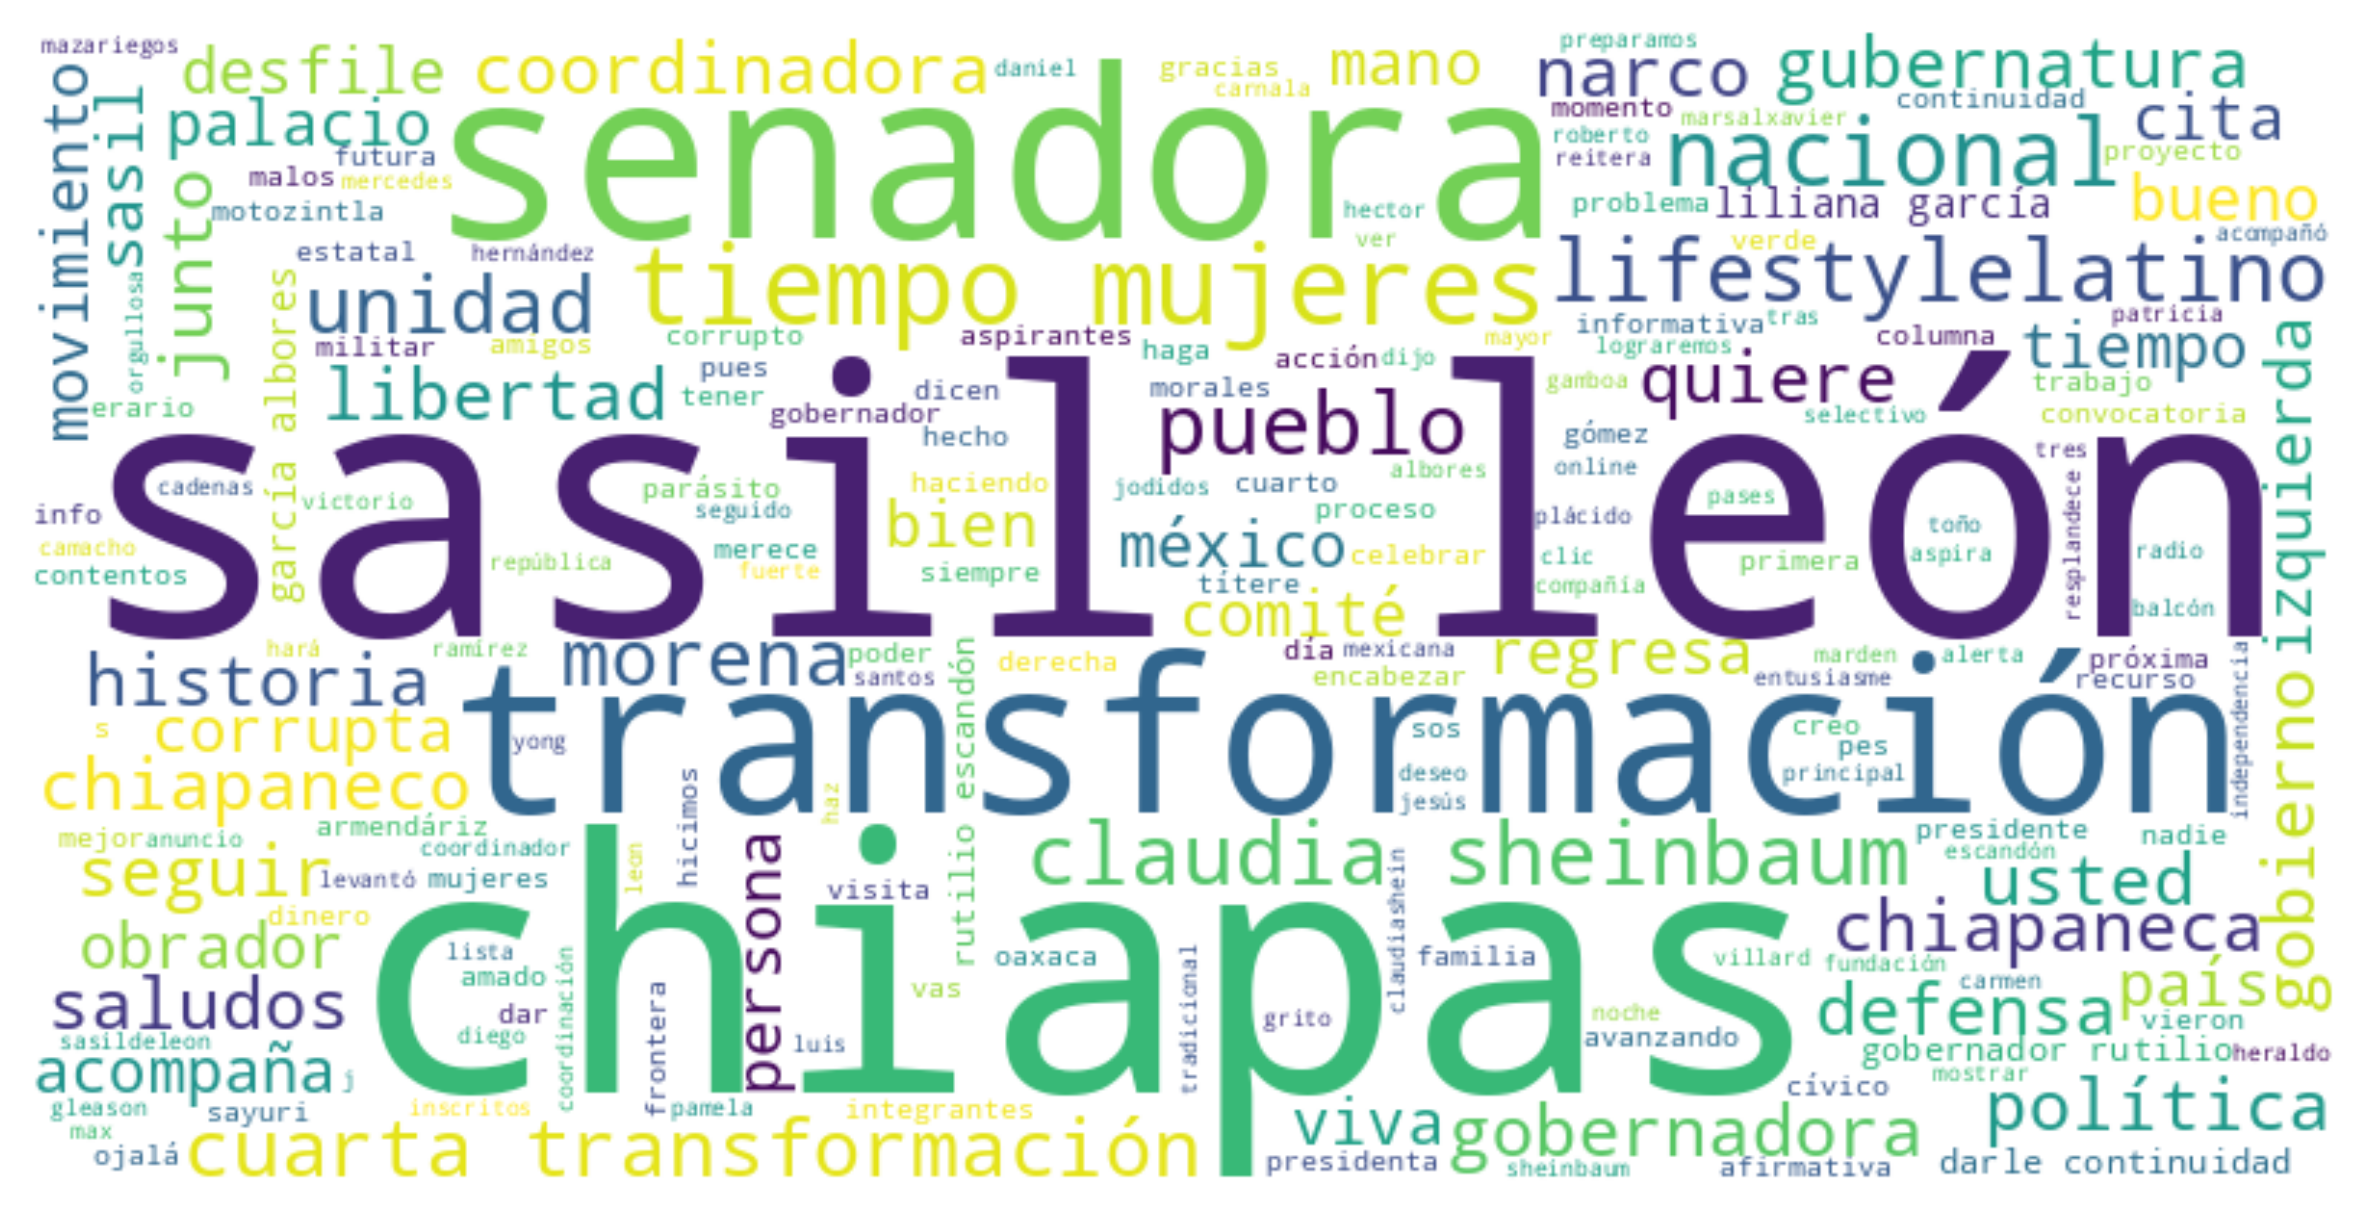 mazariegos
desfile
coordinadora
daniel
gracias
carnala
mano
preparamos
narco
gubernatura
movimiento
sasil
palacio
senadora
momento
continuidad
cita
marsalxavier
roberto
nacional
futura
reitera
proyecto
malos
mercedes
junto
motozintla
hector
problema
liliana garcía
bueno
ver
verde
acompañó
estatal
hernández
orgullosa
garcía albores
unidad
tiempo mujeres
lifestylelatino
militar
amigos
corrupto
aspirantes
haga
acción
dijo
mayor
informativa
tras
lograremos
columna
patricia
tiempo
izquierda
libertad
pues
tener
dicen
morales
gamboa
quiere
trabajo
erario
gobernador
pueblo
selectivo
convocatoria
hecho
gómez
sasil león
tres
albores
online
cadenas
parásito
haciendo
jodidos
cuarto
victorio
info
seguido
bien
proceso
pases
plácido
resplandece
toño
camacho
república
merece
méxico
celebrar
clic
primera
aspira
radio
contentos
fuerte
siempre
títere
compañía
comité
balcón
hará
ramírez
morena
poder
derecha
día
mexicana
regresa
marden
alerta
próxima
historia
santos
rutilio escandón
encabezar
entusiasme
recurso
independencia
s
corrupta
yong
transformación
sos
creo
pes
chiapaneco
deseo
principal
gobierno
hicimos
haz
jesús
mejor
anuncio
armendáriz
coordinador
persona
claudia sheinbaum
presidente
nadie
escandón
seguir
levantó
mujeres
leon
visita
claudiashein
usted
dinero
chiapas
chiapaneca
obrador
lista
oaxaca
tradicional
familia
villard
fundación
amado
coordinación
frontera
vas
carmen
país
saludos
dar
grito
noche
defensa
vieron
sasildeleon
diego
luis
avanzando
gobernador rutilio
heraldo
acompaña
j
mostrar
cívico
gleason
sayuri
inscritos
pamela
integrantes
viva
gobernadora
política
max
ojalá
cuarta transformación
presidenta
sheinbaum
afirmativa
darle continuidad